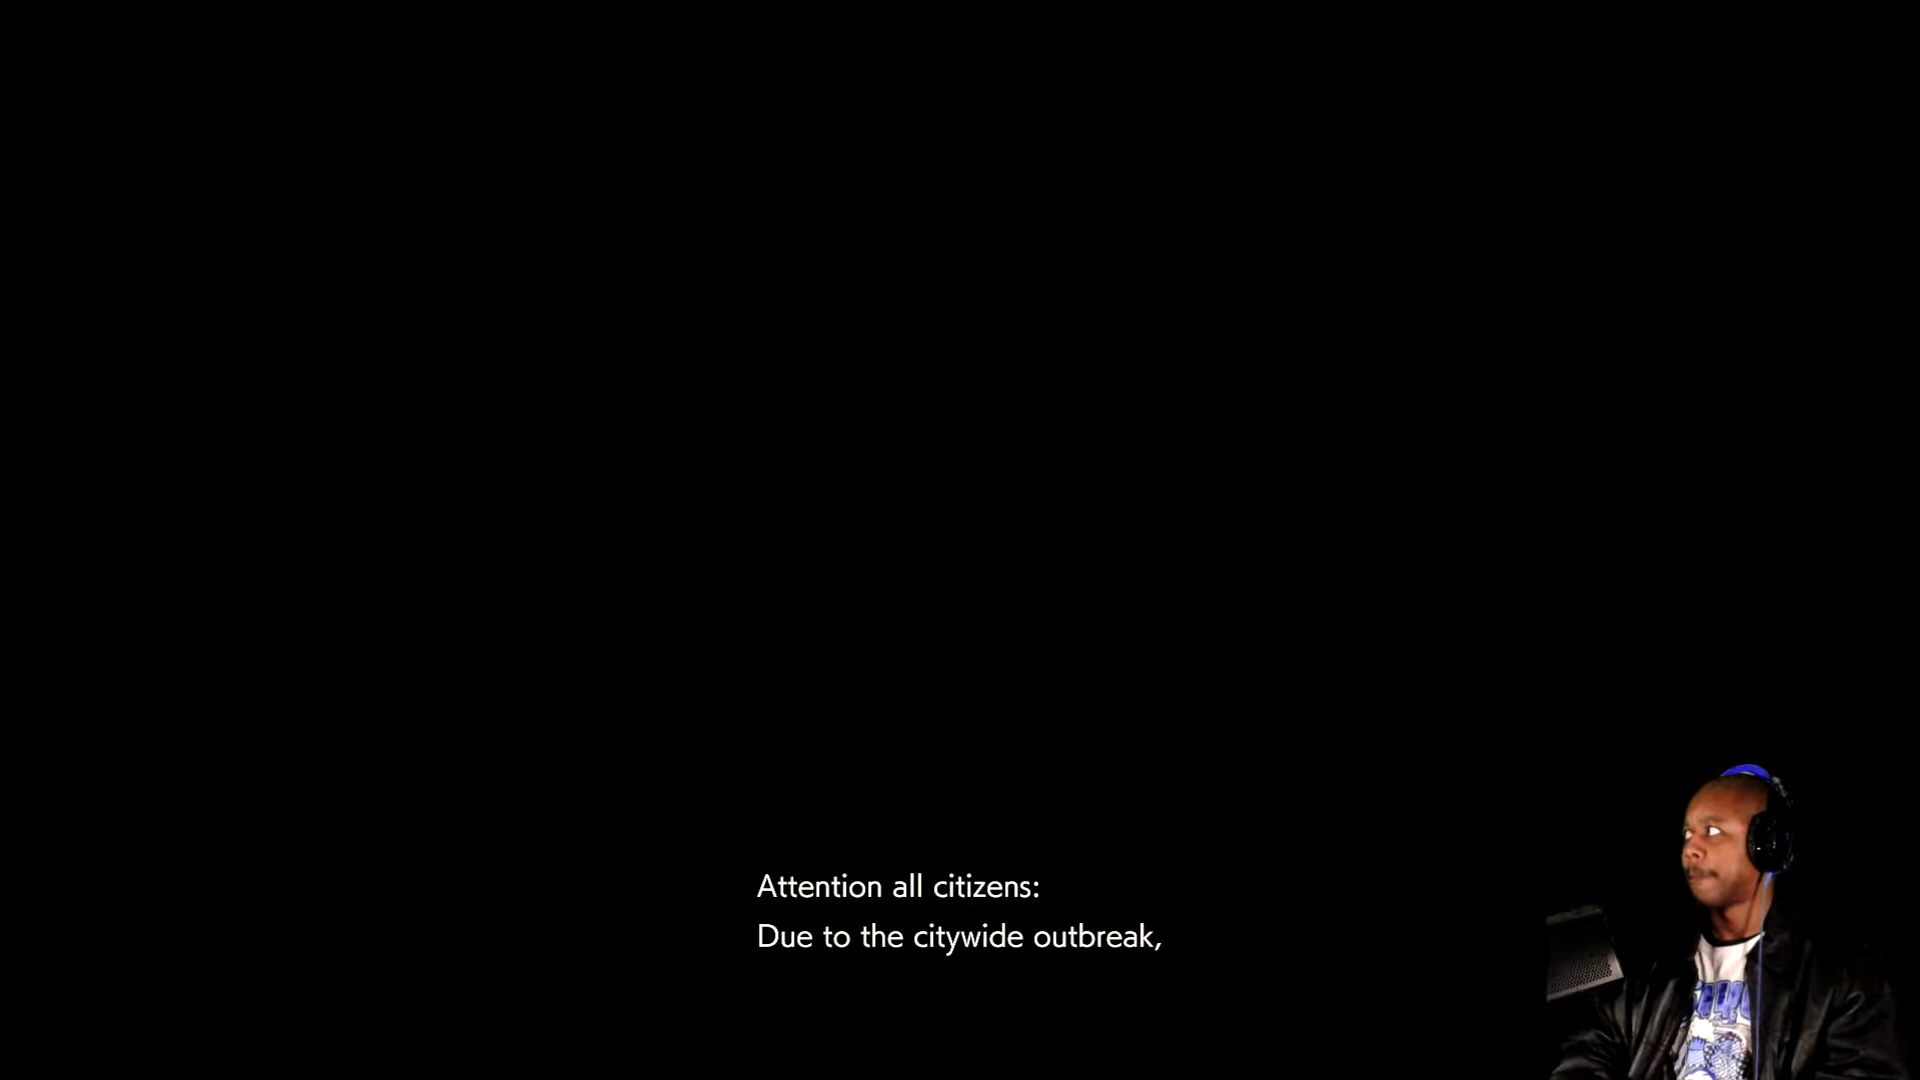 Attention all citizens:
Due to the citywide outbreak,